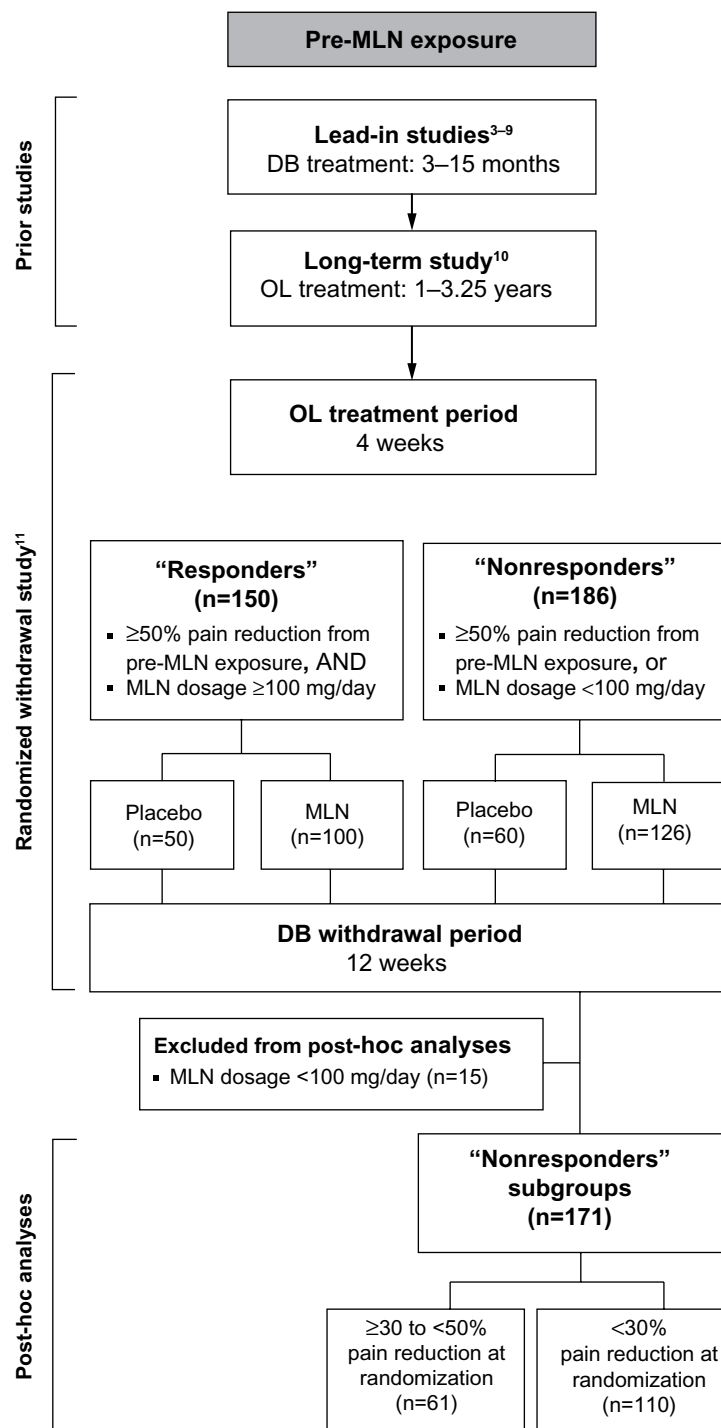 Pre-MLN exposure
Prior studies
Lead-in studies³⁻⁹
DB treatment: 3–15 months
Long-term study¹⁰
OL treatment: 1–3.25 years
Randomized withdrawal study¹¹
OL treatment period
4 weeks
“Responders”
(n=150)
▪ ≥50% pain reduction from
pre-MLN exposure, AND
▪ MLN dosage ≥100 mg/day
“Nonresponders”
(n=186)
▪ ≥50% pain reduction from
pre-MLN exposure, or
▪ MLN dosage <100 mg/day
Placebo
(n=50)
MLN
(n=100)
Placebo
(n=60)
MLN
(n=126)
DB withdrawal period
12 weeks
Excluded from post-hoc analyses
▪ MLN dosage <100 mg/day (n=15)
Post-hoc analyses
“Nonresponders”
subgroups
(n=171)
≥30 to <50%
pain reduction at
randomization
(n=61)
<30%
pain reduction at
randomization
(n=110)